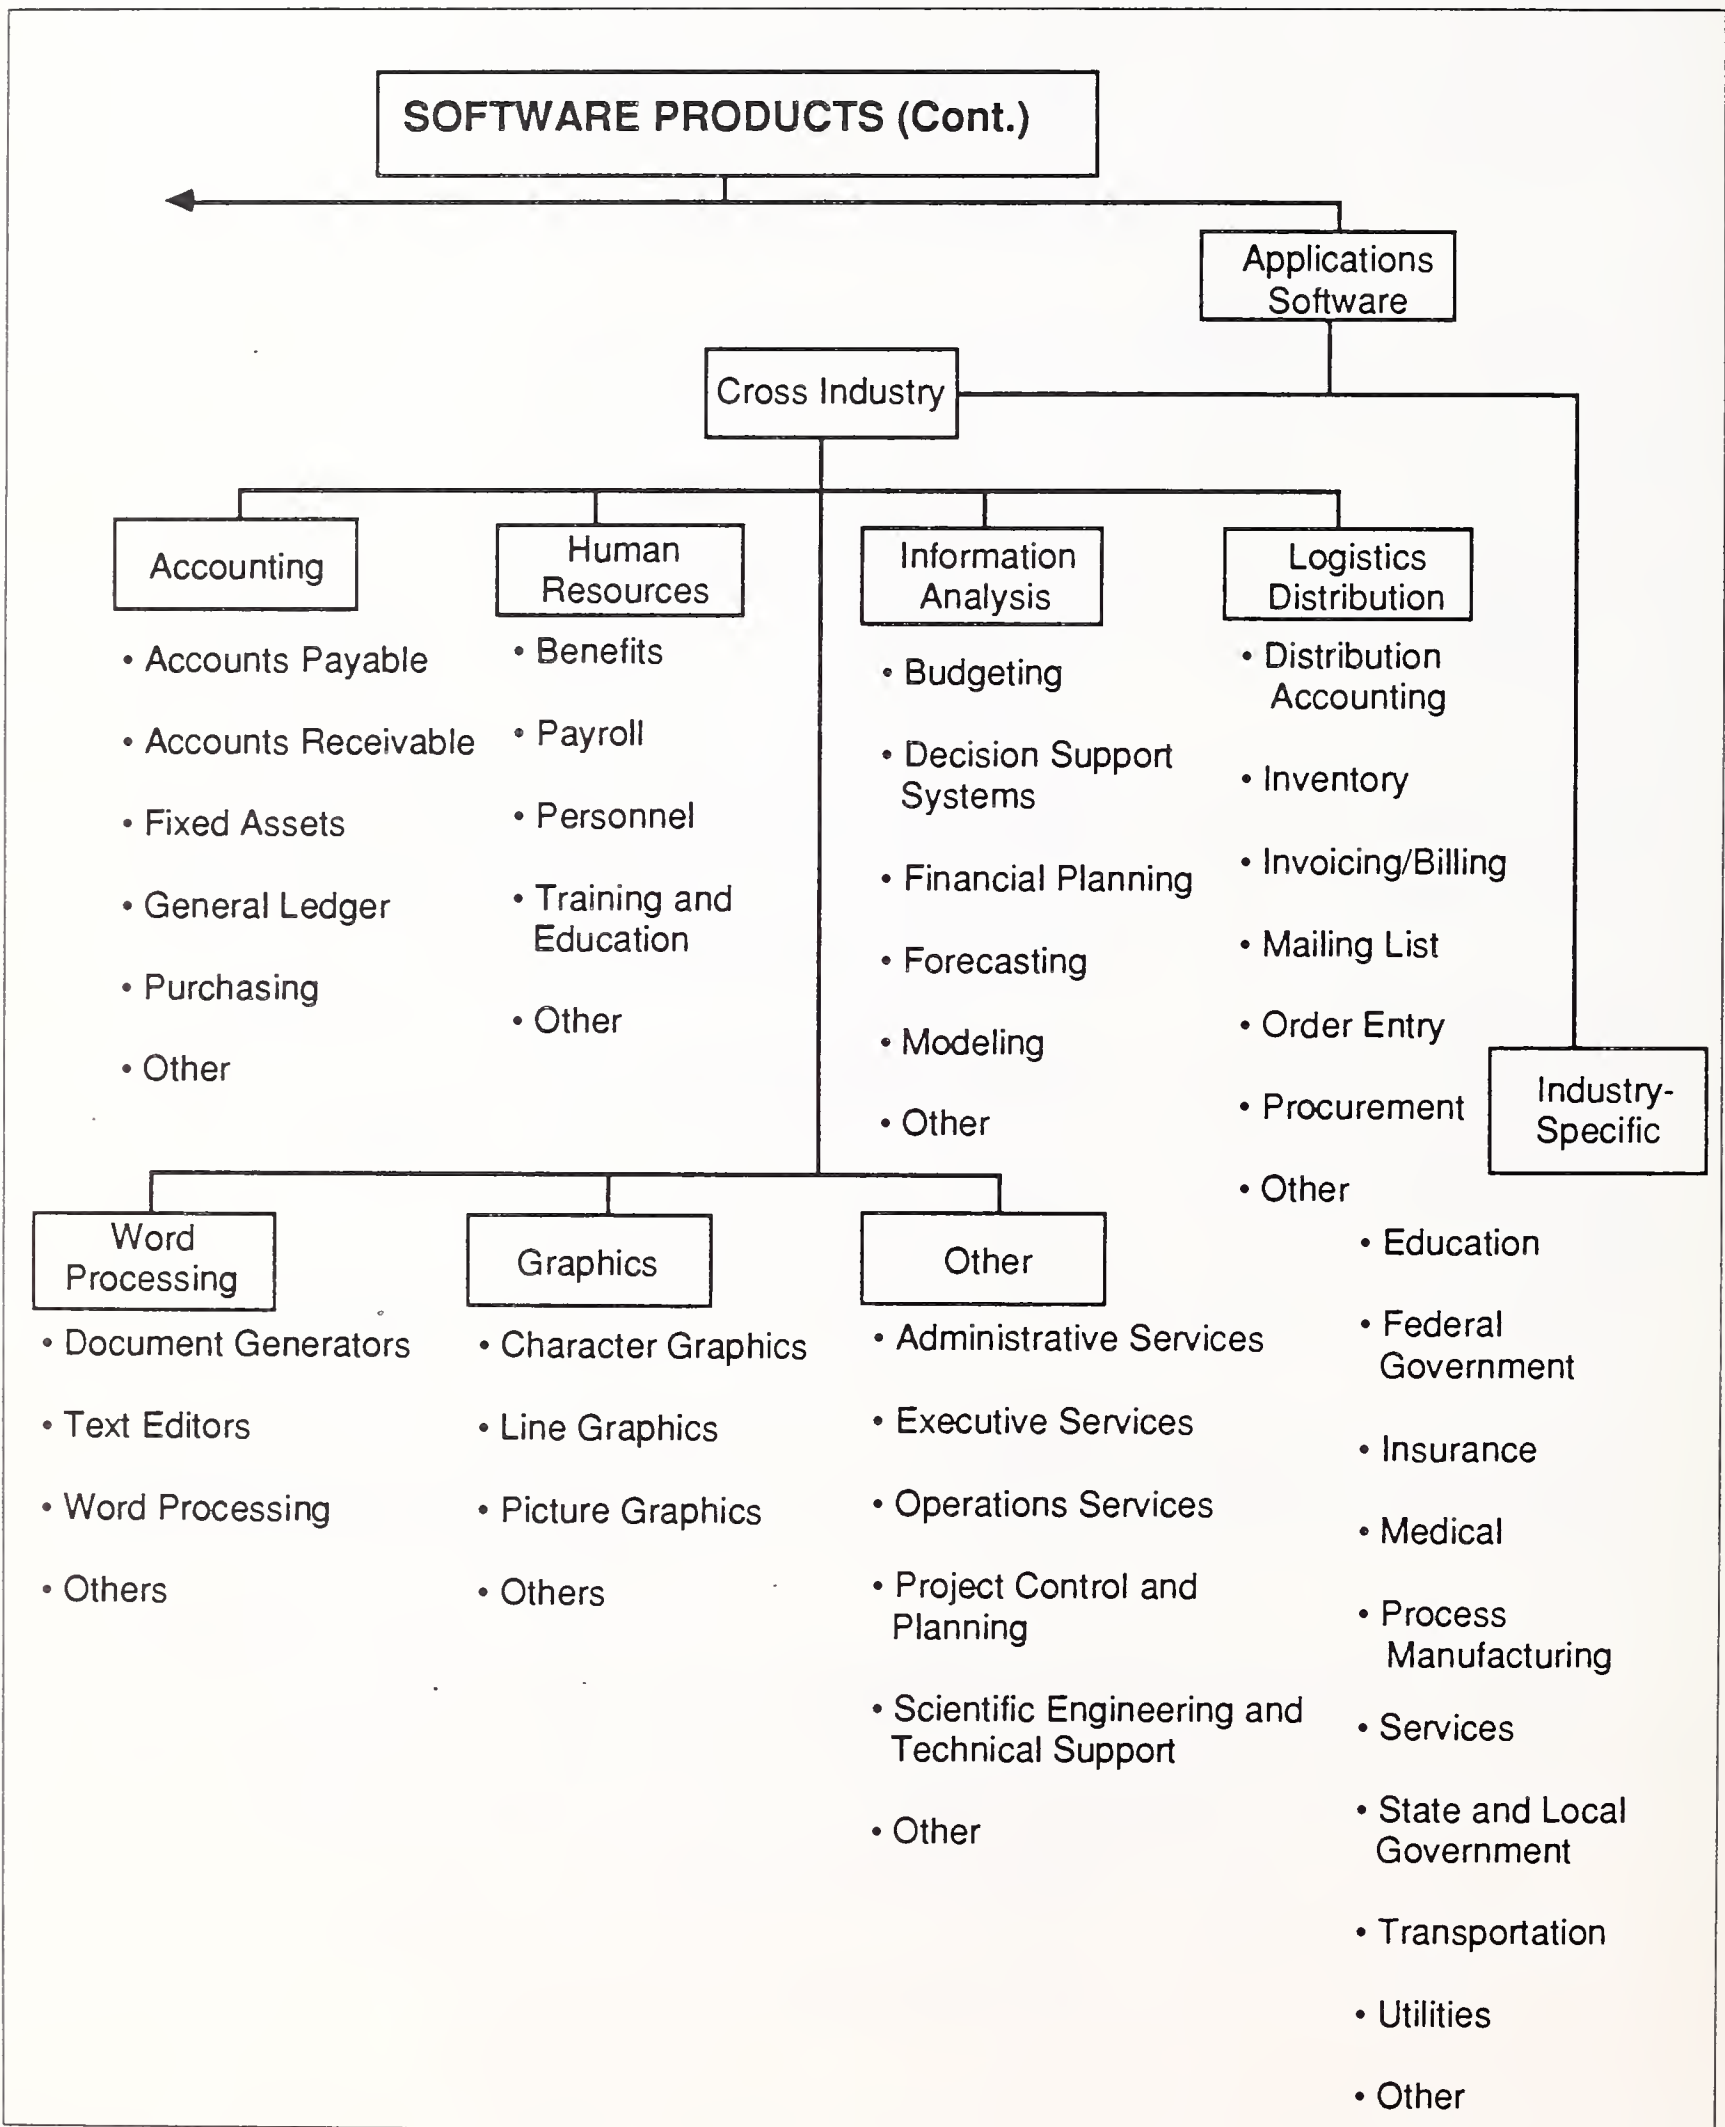 SOFTWARE PRODUCTS (Cont.)
Applications
Software
Cross Industry
Accounting
• Accounts Payable
• Accounts Receivable
• Fixed Assets
• General Ledger
• Purchasing
• Other
Human
Resources
• Benefits
• Payroll
• Personnel
• Training and
Education
• Other
Information
Analysis
• Budgeting
• Decision Support
Systems
• Financial Planning
• Forecasting
• Modeling
• Other
Logistics
Distribution
• Distribution
Accounting
• Inventory
• Invoicing/Billing
• Mailing List
• Order Entry
• Procurement
• Other
Word
Processing
• Document Generators
• Text Editors
• Word Processing
• Others
Graphics
• Character Graphics
• Line Graphics
• Picture Graphics
• Others
Other
• Administrative Services
• Executive Services
• Operations Services
• Project Control and
Planning
• Scientific Engineering and
Technical Support
• Other
Industry-
Specific
• Education
• Federal
Government
• Insurance
• Medical
• Process
Manufacturing
• Services
• State and Local
Government
• Transportation
• Utilities
• Other